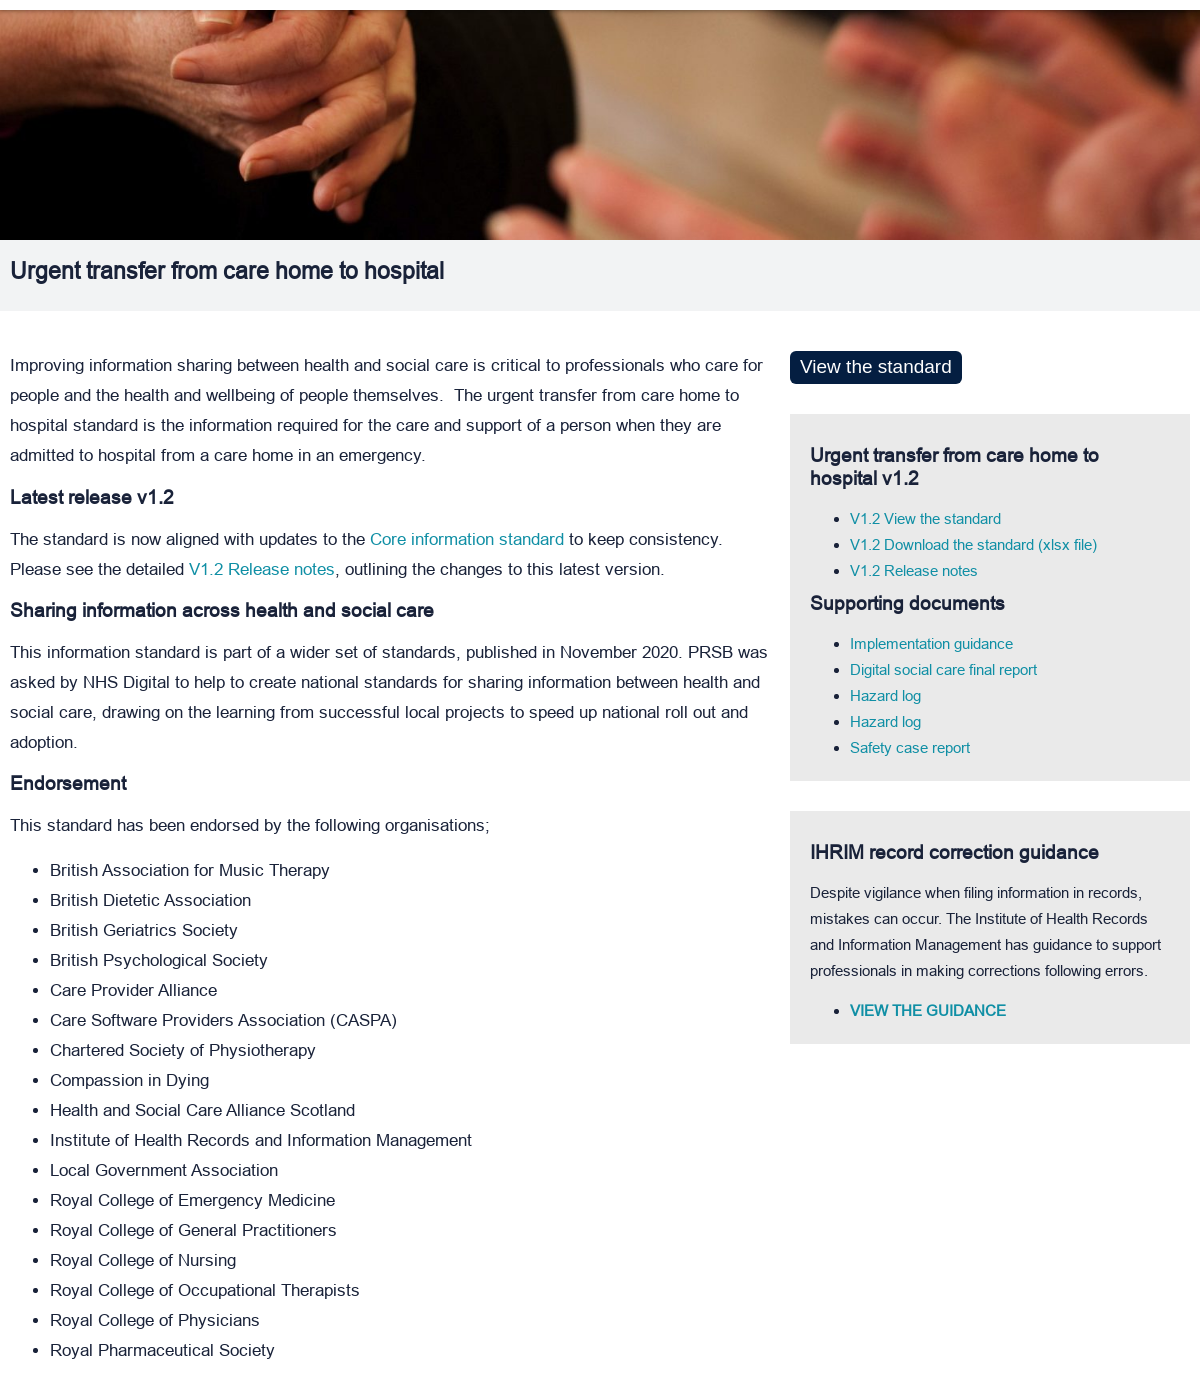 Urgent transfer from care home to hospital
Improving information sharing between health and social care is critical to professionals who care for
people and the health and wellbeing of people themselves.  The urgent transfer from care home to
hospital standard is the information required for the care and support of a person when they are
admitted to hospital from a care home in an emergency.
Latest release v1.2
The standard is now aligned with updates to the Core information standard to keep consistency.
Please see the detailed V1.2 Release notes, outlining the changes to this latest version.
Sharing information across health and social care
This information standard is part of a wider set of standards, published in November 2020. PRSB was
asked by NHS Digital to help to create national standards for sharing information between health and
social care, drawing on the learning from successful local projects to speed up national roll out and
adoption.
Endorsement
This standard has been endorsed by the following organisations;
• British Association for Music Therapy
• British Dietetic Association
• British Geriatrics Society
• British Psychological Society
• Care Provider Alliance
• Care Software Providers Association (CASPA)
• Chartered Society of Physiotherapy
• Compassion in Dying
• Health and Social Care Alliance Scotland
• Institute of Health Records and Information Management
• Local Government Association
• Royal College of Emergency Medicine
• Royal College of General Practitioners
• Royal College of Nursing
• Royal College of Occupational Therapists
• Royal College of Physicians
• Royal Pharmaceutical Society
View the standard
Urgent transfer from care home to
hospital v1.2
• V1.2 View the standard
• V1.2 Download the standard (xlsx file)
• V1.2 Release notes
Supporting documents
• Implementation guidance
• Digital social care final report
• Hazard log
• Hazard log
• Safety case report
IHRIM record correction guidance
Despite vigilance when filing information in records,
mistakes can occur. The Institute of Health Records
and Information Management has guidance to support
professionals in making corrections following errors.
• VIEW THE GUIDANCE